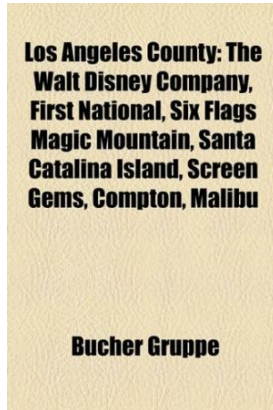 Los Angeles County: The
Walt Disney Company,
First National, Six Flags
Magic Mountain, Santa
Catalina Island, Screen
Gems, Compton, Malibu
Bucher Gruppe